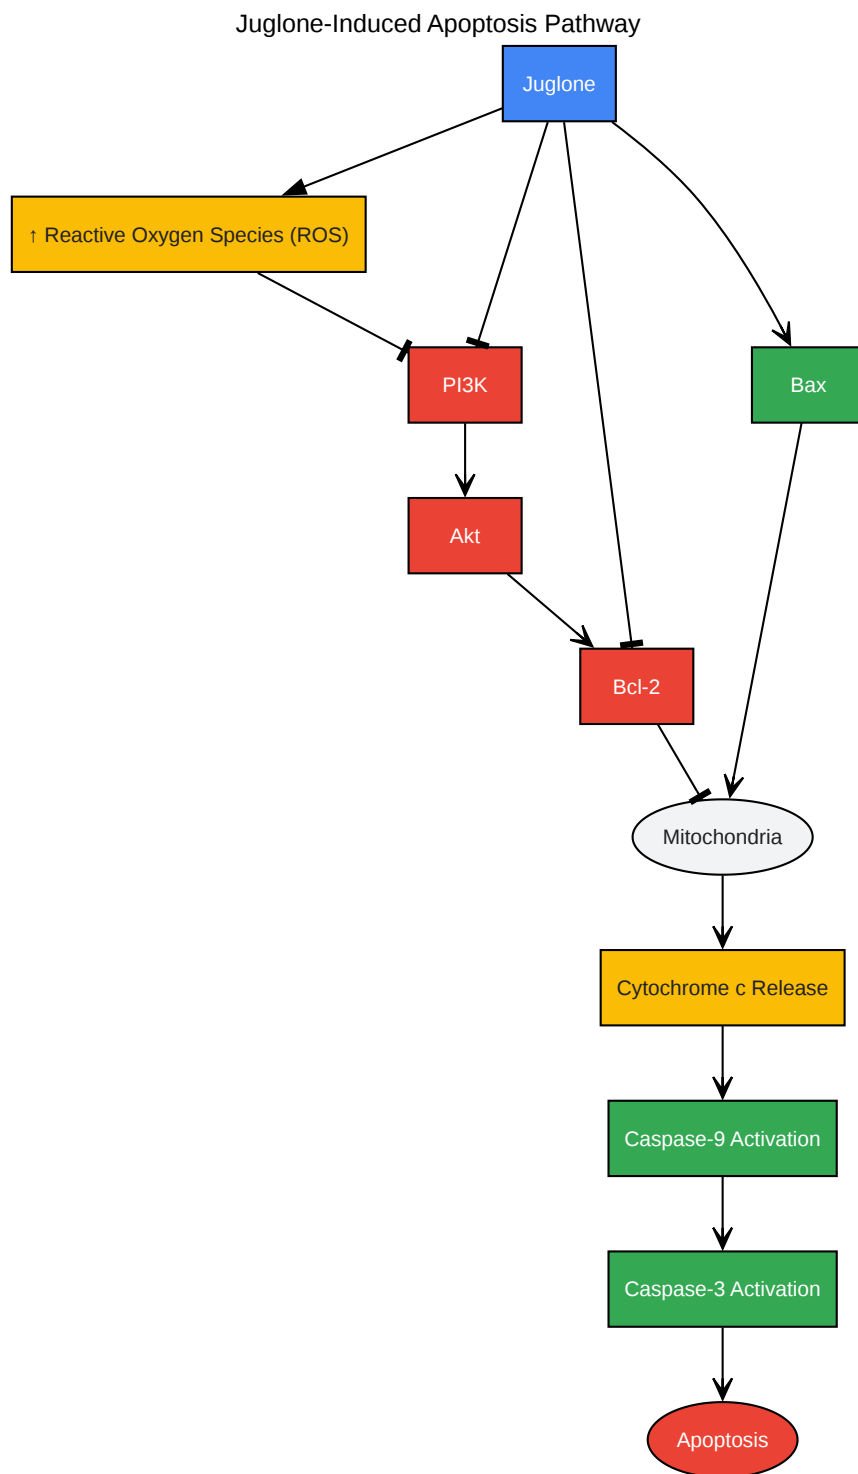 Juglone-Induced Apoptosis Pathway
Juglone
↑ Reactive Oxygen Species (ROS)
PI3K
Bax
Akt
Bcl-2
Mitochondria
Cytochrome c Release
Caspase-9 Activation
Caspase-3 Activation
Apoptosis